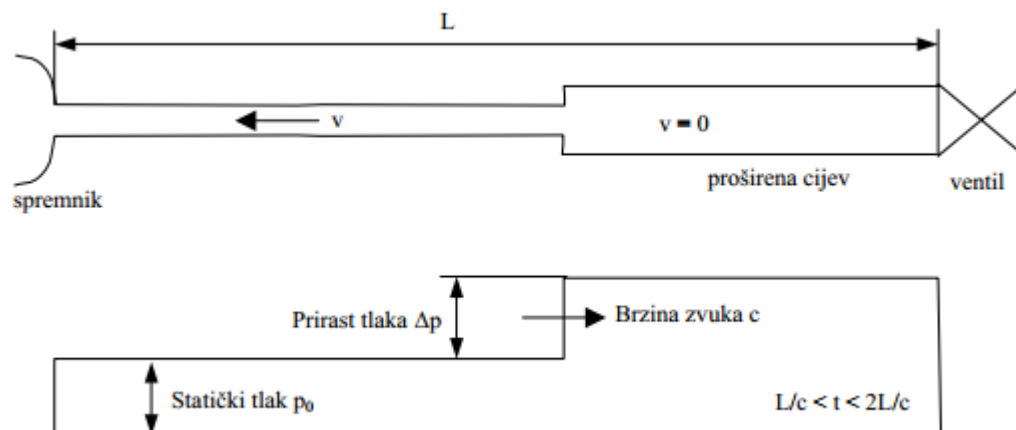 L
v
v = 0
proširena cijev
spremnik
ventil
Prirast tlaka Δp
Brzina zvuka c
Statički tlak p₀
L/c < t < 2L/c